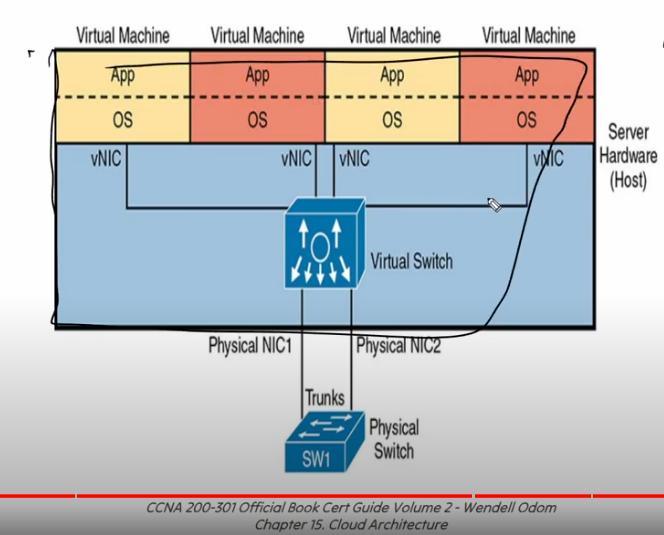 Virtual Machine Virtual Machine Virtual Machine Virtual Machine
App App App App
OS OS OS OS
Server
Hardware
(Host)
vNIC vNIC vNIC vNIC
Virtual Switch
Physical NIC1 Physical NIC2
Trunks
Physical
Switch
SW1
CCNA 200-301 Official Book Cert Guide Volume 2 - Wendell Odom
Chapter 15. Cloud Architecture